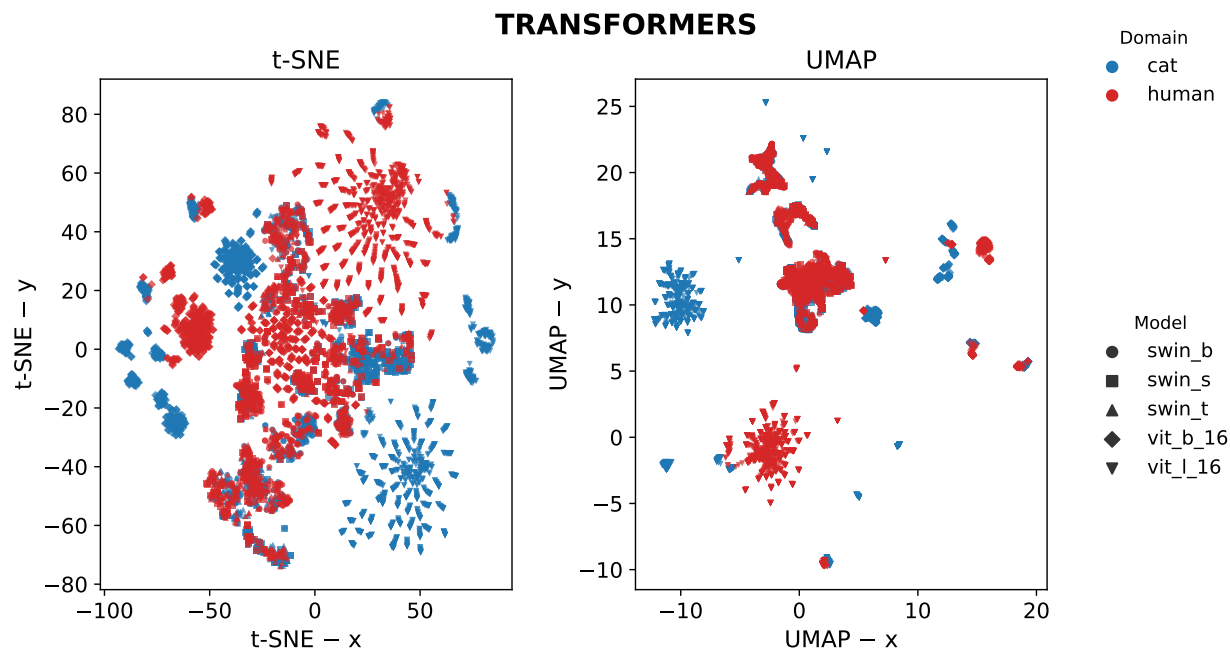 TRANSFORMERS
t-SNE
80
60
40
20
0
−20
−40
−60
−80
−100
−50
0
50
t-SNE − x
t-SNE − y
UMAP
25
20
15
10
5
0
−5
−10
−10
0
10
20
UMAP − x
UMAP − y
Domain
cat
human
Model
swin_b
swin_s
swin_t
vit_b_16
vit_l_16